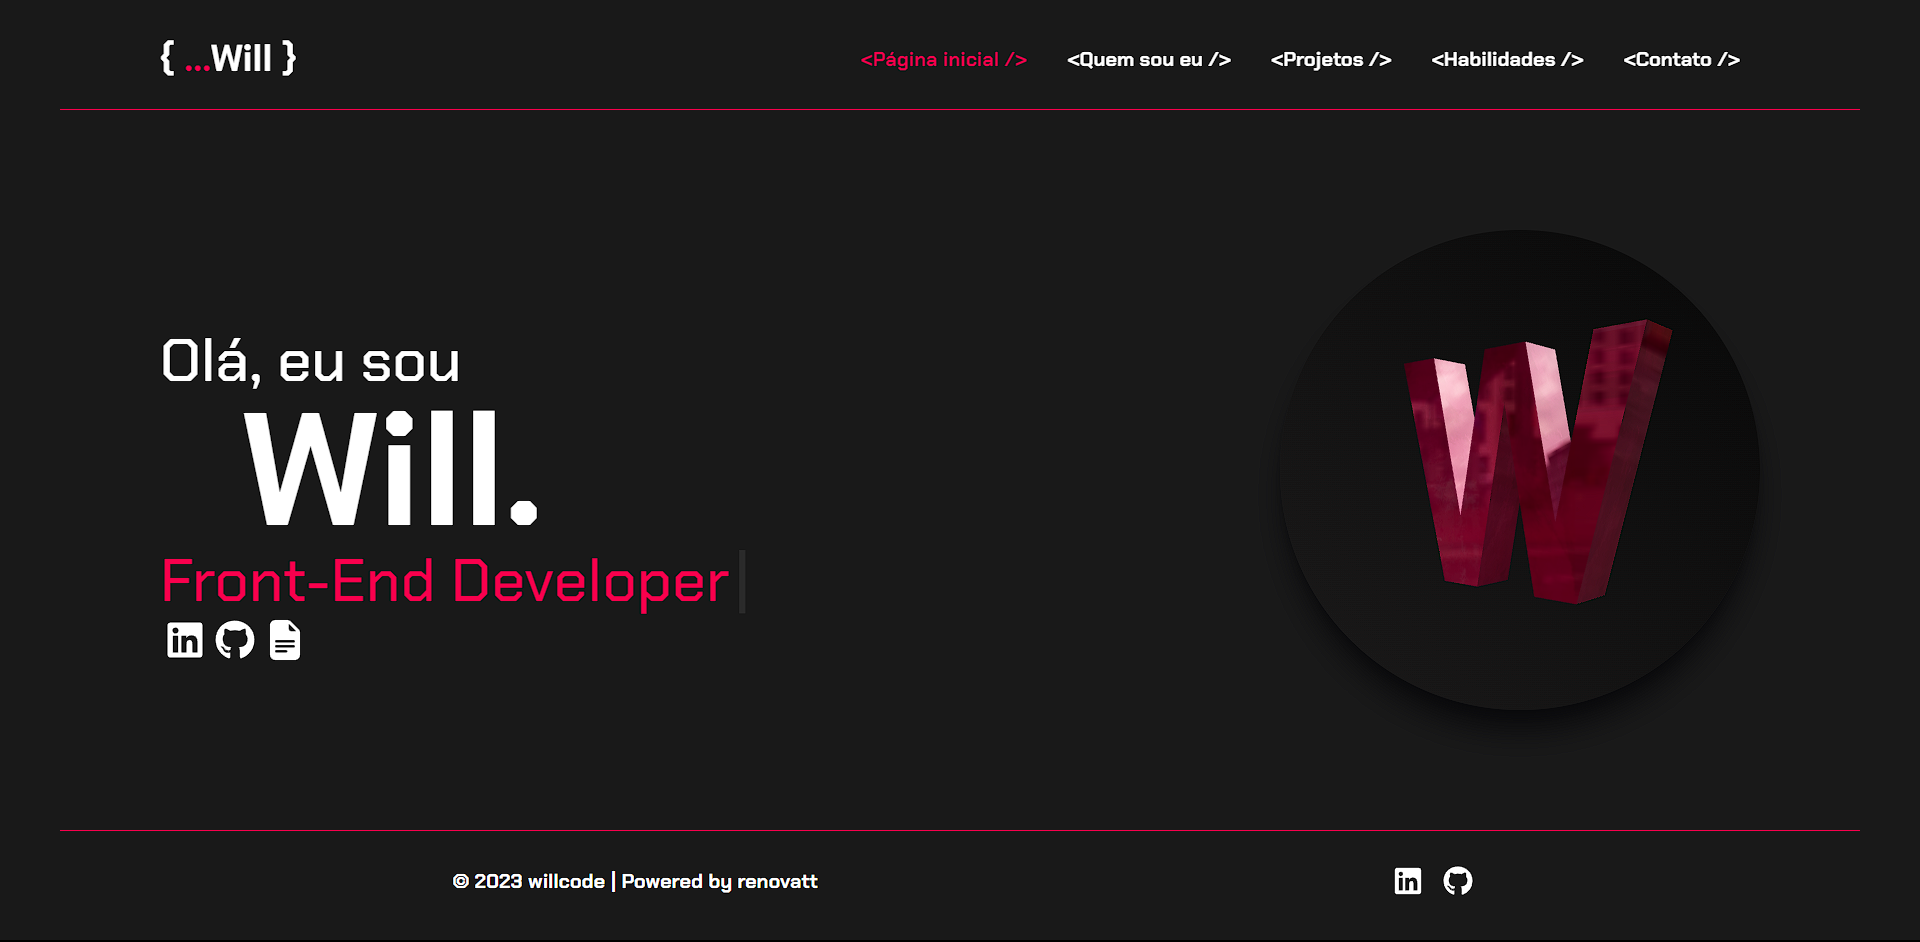 { ...Will }
<Página inicial />
<Quem sou eu />
<Projetos />
<Habilidades />
<Contato />
Olá, eu sou
Will.
Front-End Developer
W
© 2023 willcode | Powered by renovatt